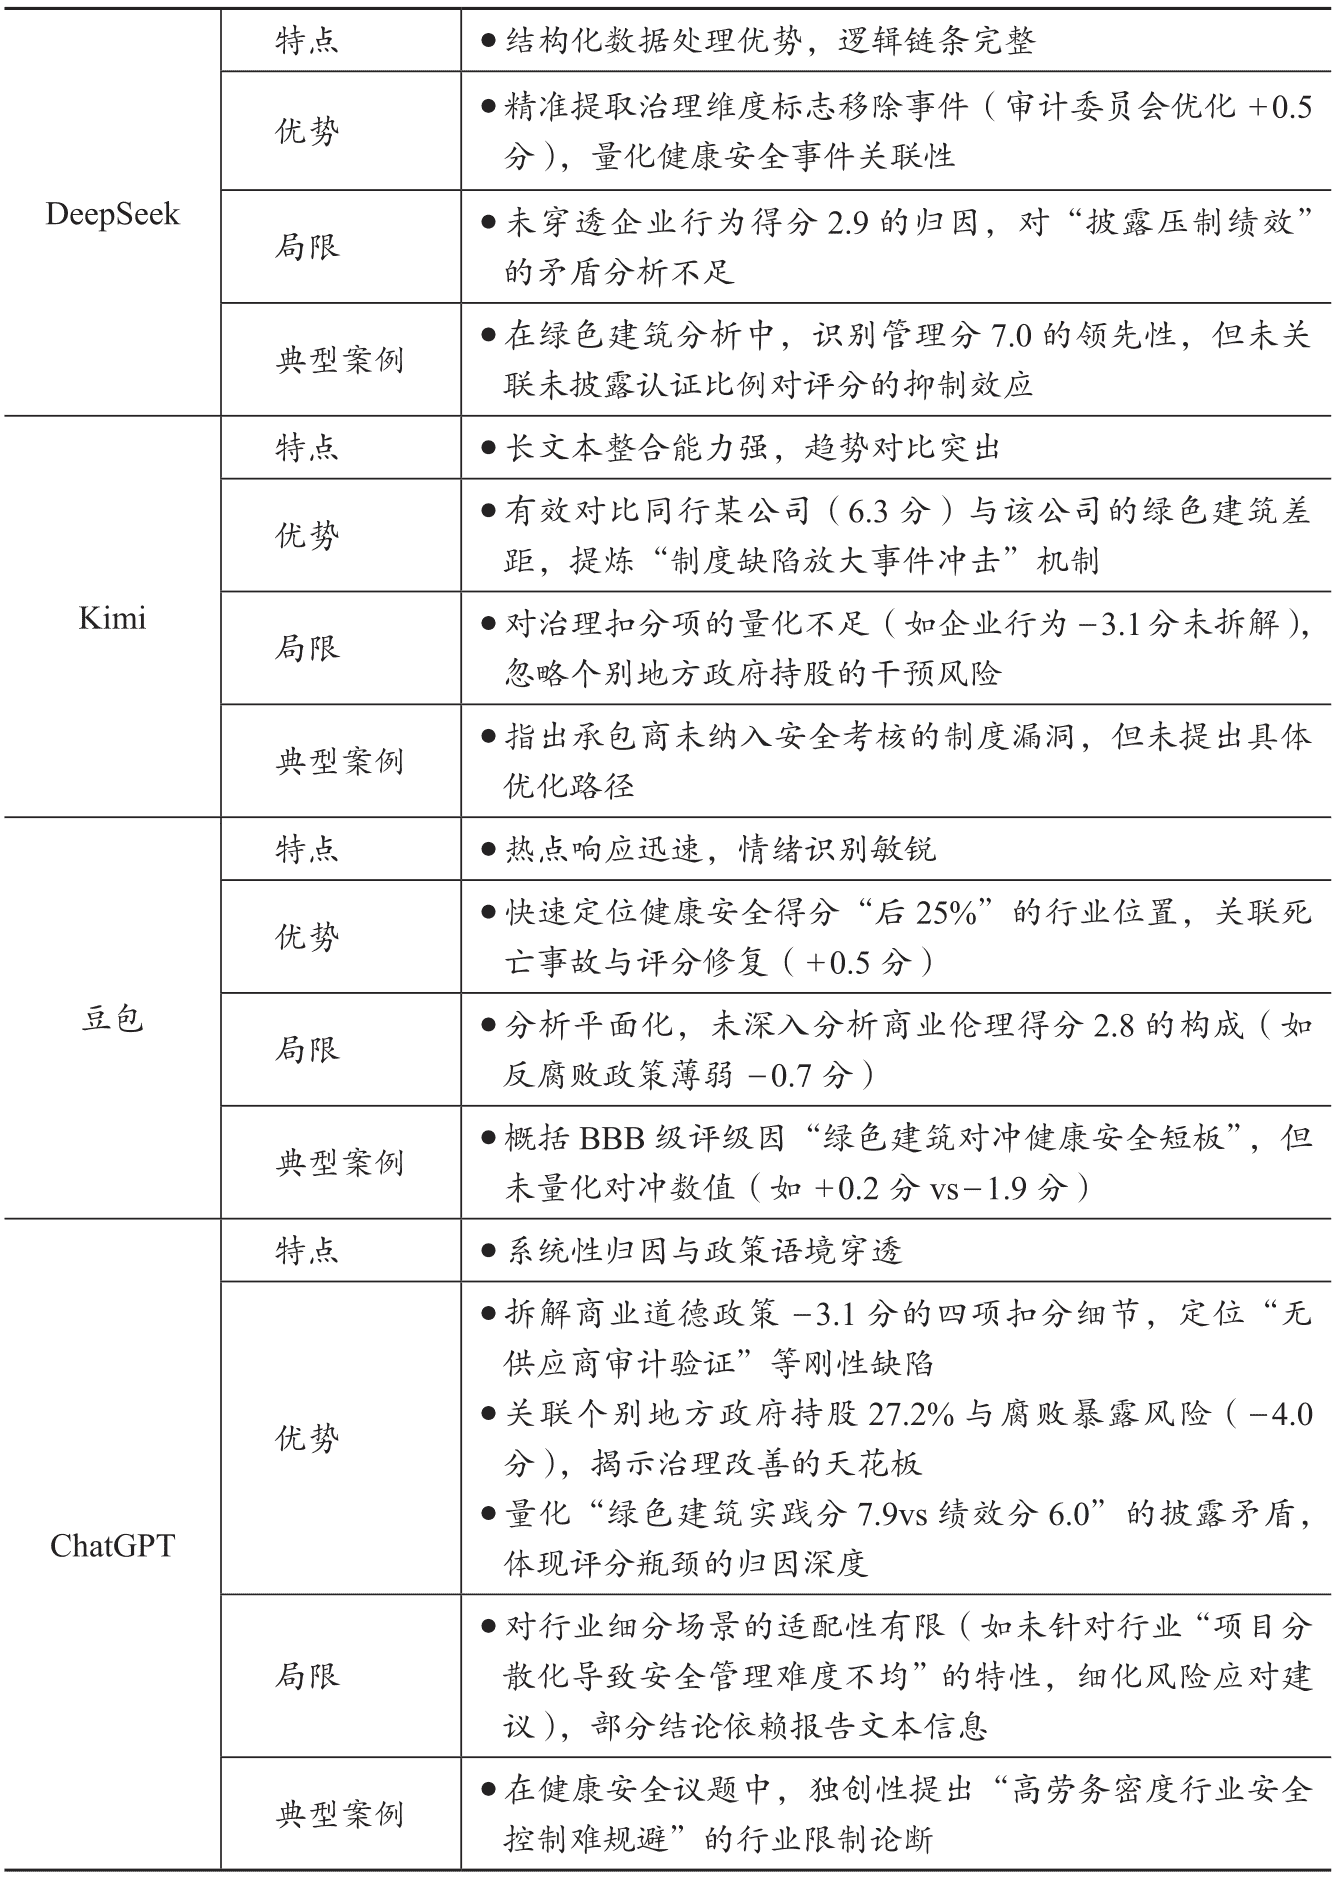 DeepSeek
特点
●结构化数据处理优势，逻辑链条完整
优势
●精准提取治理维度标志移除事件（审计委员会优化 +0.5
分），量化健康安全事件关联性
局限
●未穿透企业行为得分 2.9 的归因，对“披露压制绩效”
的矛盾分析不足
典型案例
●在绿色建筑分析中，识别管理分 7.0 的领先性，但未关
联未披露认证比例对评分的抑制效应
Kimi
特点
●长文本整合能力强，趋势对比突出
优势
●有效对比同行某公司（6.3 分）与该公司的绿色建筑差
距，提炼“制度缺陷放大事件冲击”机制
局限
●对治理扣分项的量化不足（如企业行为 −3.1分未拆解），
忽略个别地方政府持股的干预风险
典型案例
●指出承包商未纳入安全考核的制度漏洞，但未提出具体
优化路径
豆包
特点
●热点响应迅速，情绪识别敏锐
优势
●快速定位健康安全得分“后 25%”的行业位置，关联死
亡事故与评分修复（+0.5 分）
局限
●分析平面化，未深入分析商业伦理得分 2.8 的构成（如
反腐败政策薄弱 −0.7 分）
典型案例
●概括 BBB 级评级因“绿色建筑对冲健康安全短板”，但
未量化对冲数值（如 +0.2 分 vs−1.9 分）
ChatGPT
特点
●系统性归因与政策语境穿透
优势
●拆解商业道德政策 −3.1 分的四项扣分细节，定位“无
供应商审计验证”等刚性缺陷
●关联个别地方政府持股 27.2% 与腐败暴露风险（−4.0
分），揭示治理改善的天花板
●量化“绿色建筑实践分 7.9vs 绩效分 6.0”的披露矛盾，
体现评分瓶颈的归因深度
局限
●对行业细分场景的适配性有限（如未针对行业“项目分
散化导致安全管理难度不均”的特性，细化风险应对建
议），部分结论依赖报告文本信息
典型案例
●在健康安全议题中，独创性提出“高劳务密度行业安全
控制难规避”的行业限制论断